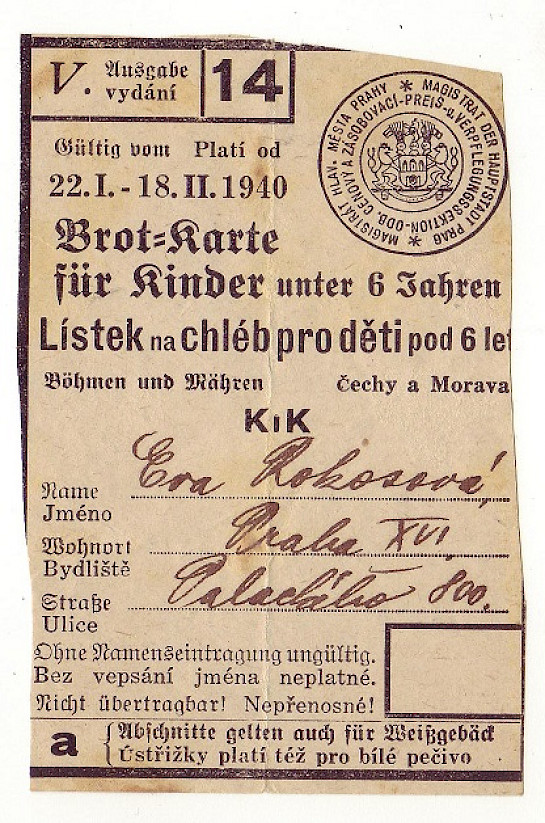 V. Ausgabe 14
vydání
MAGISTRÁT HLAV. MĚSTA PRAHY * MAGISTRAT DER HAUPTSTADT PRAG *
CENOVÝ A ZÁSOBOVACÍ-PREIS-u.VERPFLEGUNGSSEKTION-ODB.
Gültig vom Platí od
22.I.-18.II.1940
Brot=Karte
für Kinder unter 6 Jahren
Lístek na chléb pro děti pod 6 let
Böhmen und Mähren Čechy a Morava
KiK
Name Eva Rokosová,
Jméno
Wohnort Praha XVI
Bydliště
Straße Palackého 800.
Ulice
Ohne Namenseintragung ungültig.
Bez vepsání jména neplatné.
Nicht übertragbar! Nepřenosné!
a { Abschnitte gelten auch für Weißgebäck
Ústřižky platí též pro bílé pečivo